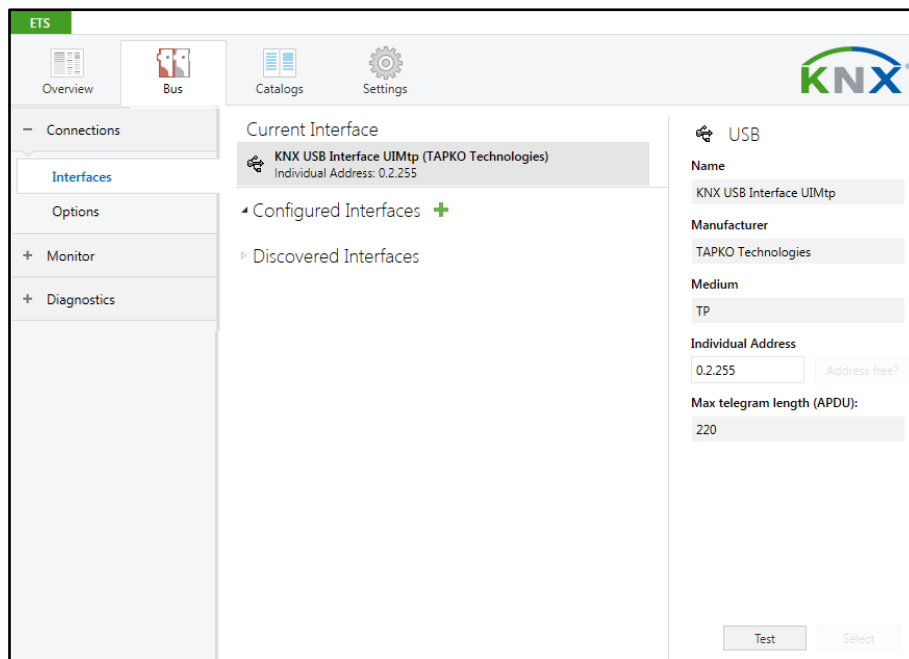 ETS
Overview
Bus
Catalogs
Settings
KNX
Connections
Interfaces
Options
Monitor
Diagnostics
Current Interface
KNX USB Interface UIMtp (TAPKO Technologies)
Individual Address: 0.2.255
Configured Interfaces
Discovered Interfaces
USB
Name
KNX USB Interface UIMtp
Manufacturer
TAPKO Technologies
Medium
TP
Individual Address
0.2.255
Address free?
Max telegram length (APDU):
220
Test
Select